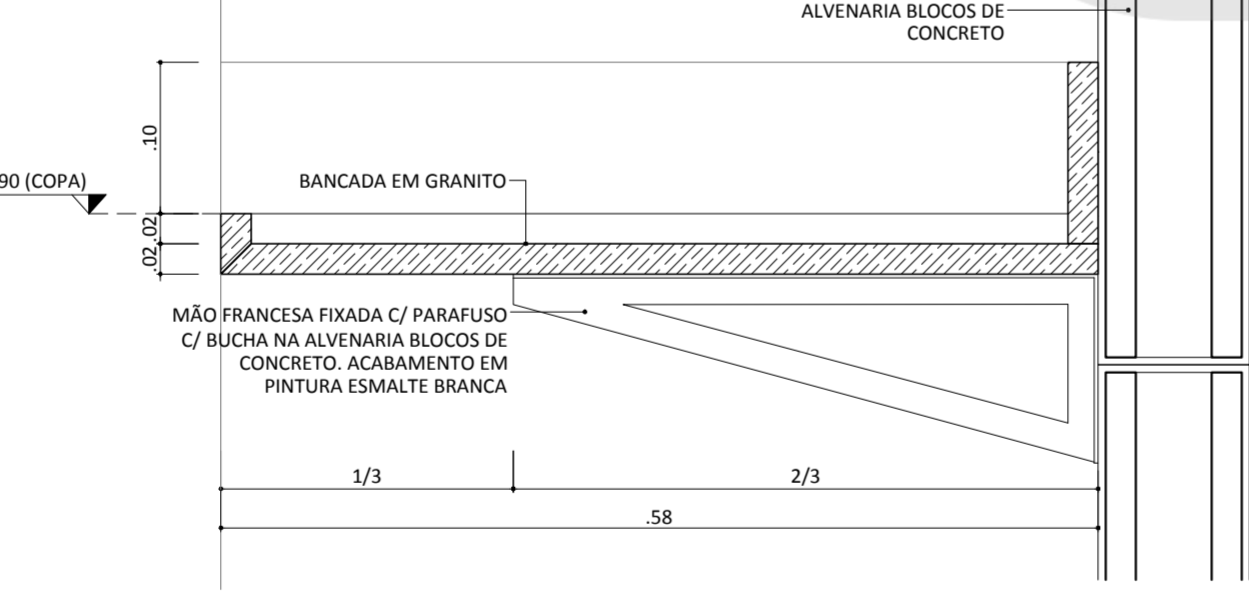 ALVENARIA BLOCOS DE
CONCRETO
.10
90 (COPA)
BANCADA EM GRANITO
.02
.02
MÃO FRANCESA FIXADA C/ PARAFUSO
C/ BUCHA NA ALVENARIA BLOCOS DE
CONCRETO. ACABAMENTO EM
PINTURA ESMALTE BRANCA
1/3
2/3
.58